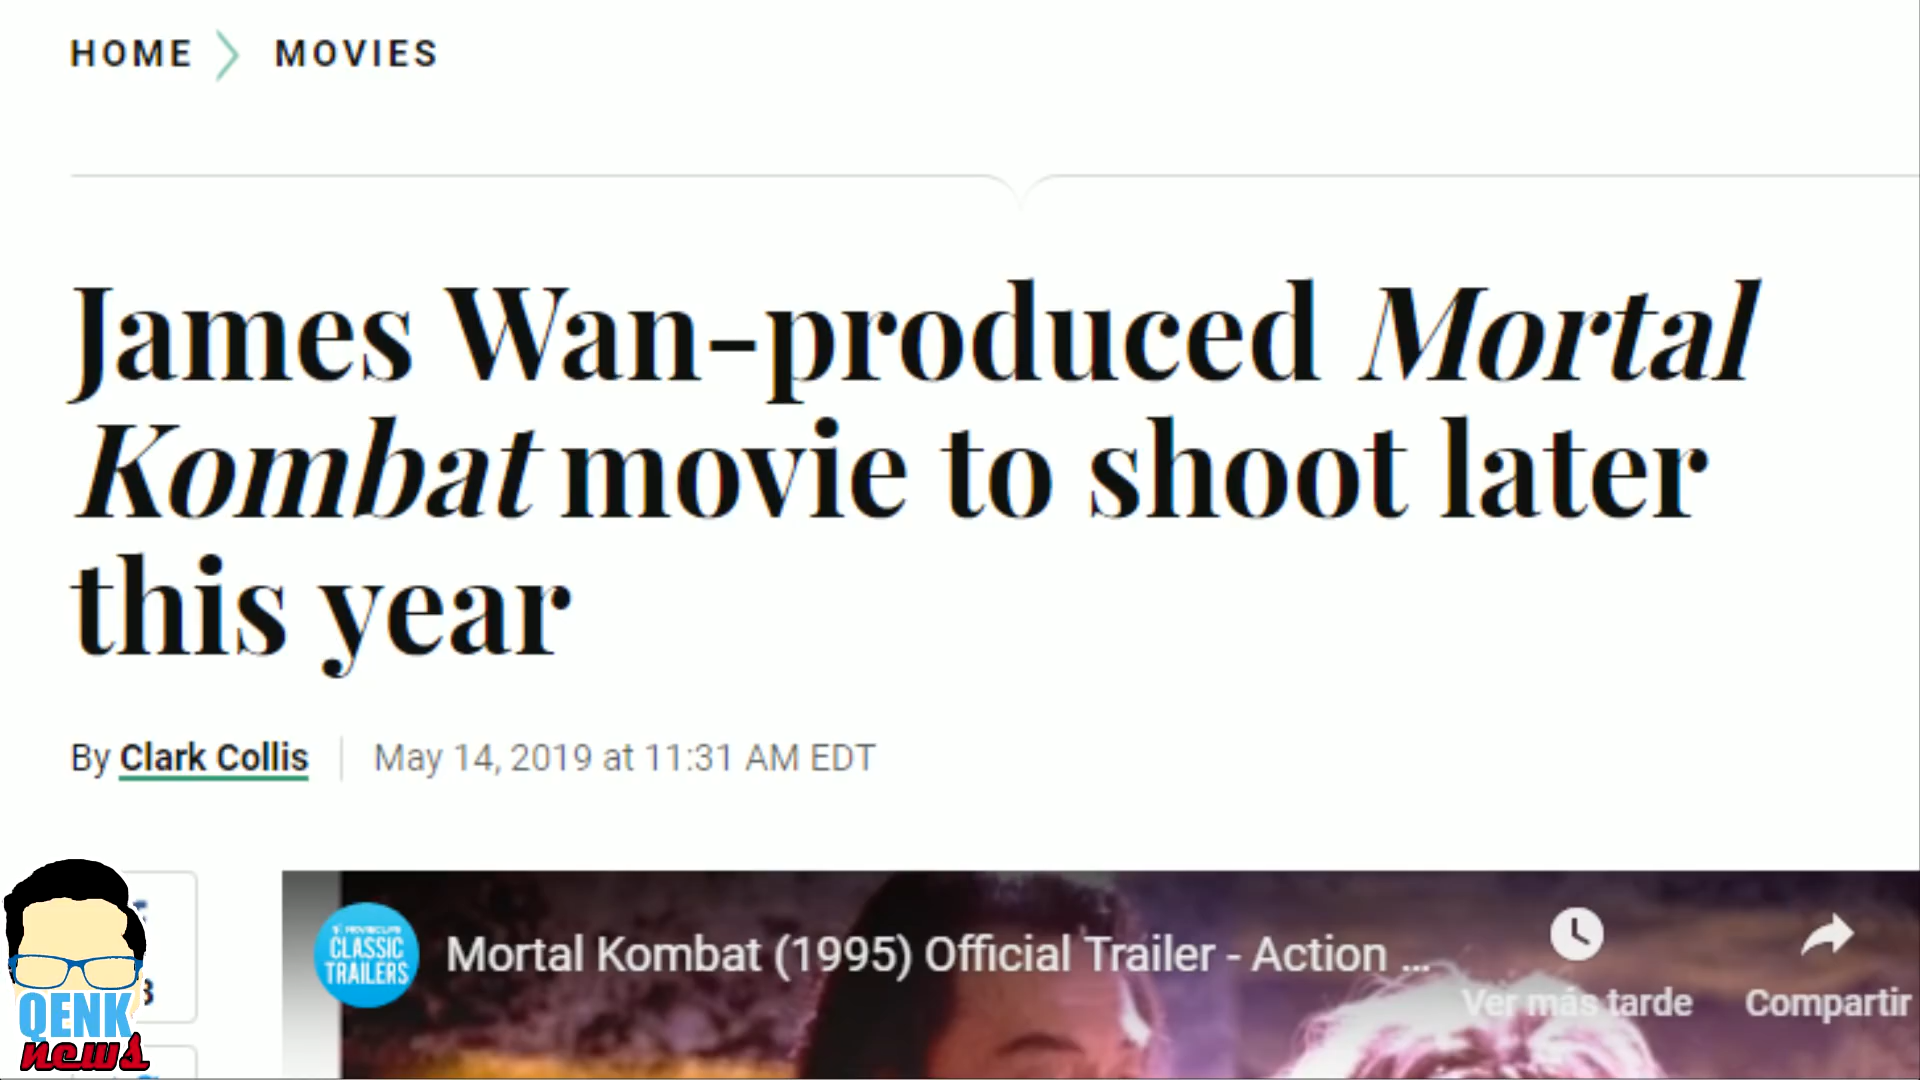 HOME MOVIES
James Wan-produced Mortal
Kombat movie to shoot later
this year
By Clark Collis May 14, 2019 at 11:31 AM EDT
MOVIECLIPS
CLASSIC
TRAILERS
Mortal Kombat (1995) Official Trailer - Action ...
Ver más tarde
Compartir
QENK
news